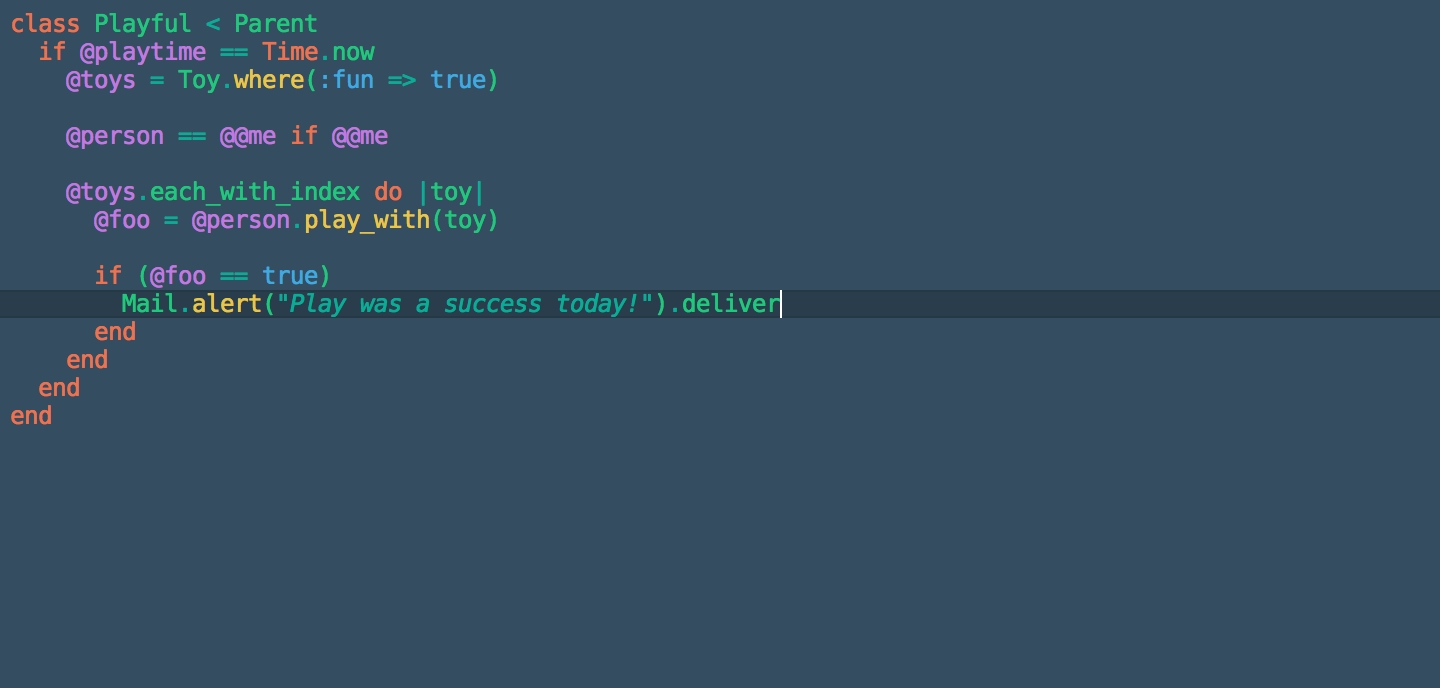 class Playful < Parent
  if @playtime == Time.now
    @toys = Toy.where(:fun => true)

    @person == @@me if @@me

    @toys.each_with_index do |toy|
      @foo = @person.play_with(toy)

      if (@foo == true)
        Mail.alert("Play was a success today!").deliver
      end
    end
  end
end